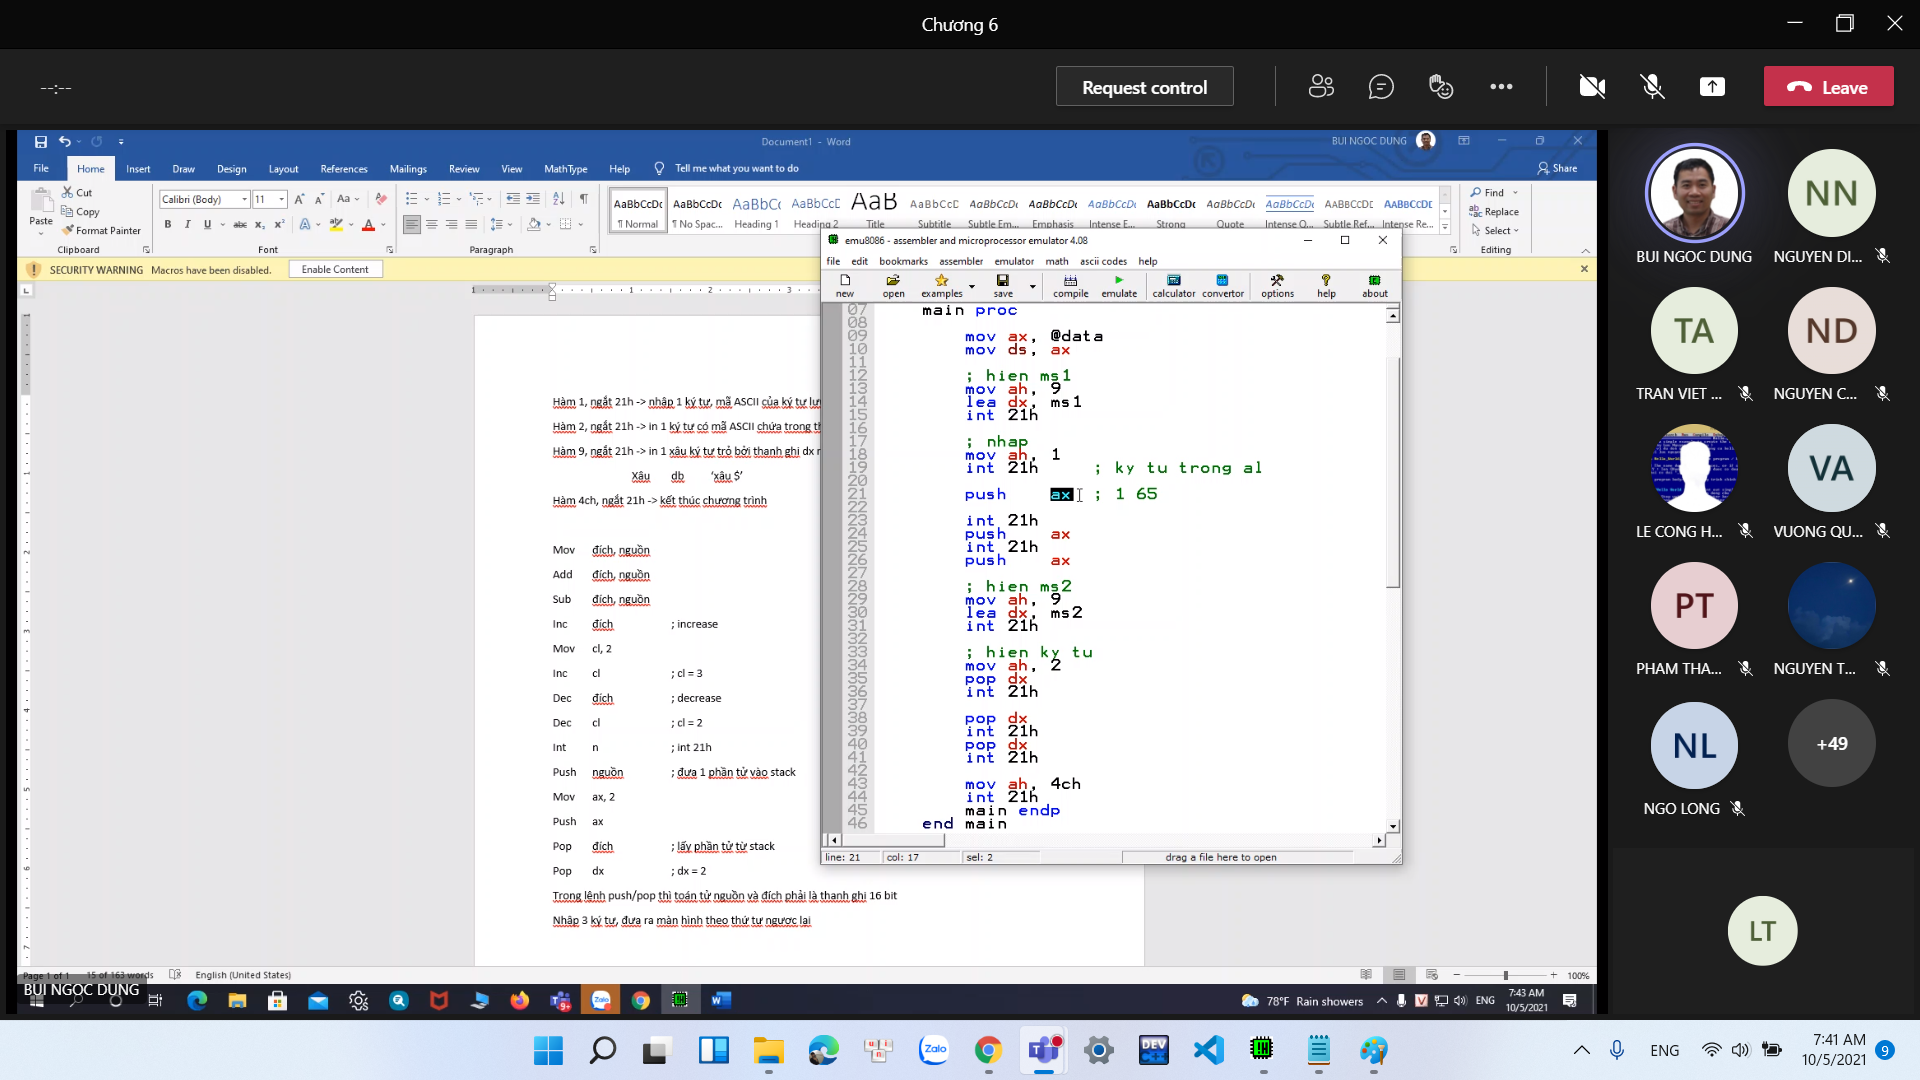 Chương 6
--:--
Request control
Leave
Document1 - Word
BUI NGOC DUNG
File Home Insert Draw Design Layout References Mailings Review View MathType Help Tell me what you want to do
Share
Paste
Cut
Copy
Format Painter
Clipboard
Calibri (Body) 11
Font
Paragraph
AaBbCcDc AaBbCcDc AaBbCc AaBbCcC AaB AaBbCcC AaBbCcDc AaBbCcDc AaBbCcDc AaBbCcDc AaBbCcDc AaBbCcDc AaBbCcDc AABBCCDE
¶ Normal ¶ No Spac... Heading 1 Heading 2 Title Subtitle Subtle Em... Emphasis Intense E... Strong Quote Intense Q... Subtle Ref... Intense Re...
Find
Replace
Select
Editing
SECURITY WARNING Macros have been disabled. Enable Content
Hàm 1, ngắt 21h -> nhập 1 ký tự, mã ASCII của ký tự lưu
Hàm 2, ngắt 21h -> in 1 ký tự có mã ASCII chứa trong th
Hàm 9, ngắt 21h -> in 1 xâu ký tự trỏ bởi thanh ghi dx
Xâu db 'xâu $'
Hàm 4ch, ngắt 21h -> kết thúc chương trình
Mov đích, nguồn
Add đích, nguồn
Sub đích, nguồn
Inc đích ; increase
Mov cl, 2
Inc cl ; cl = 3
Dec đích ; decrease
Dec cl ; cl = 2
Int n ; int 21h
Push nguồn ; đưa 1 phần tử vào stack
Mov ax, 2
Push ax
Pop đích ; lấy phần tử từ stack
Pop dx ; dx = 2
Trong lệnh push/pop thì toán tử nguồn và đích phải là thanh ghi 16 bit
Nhập 3 ký tự, đưa ra màn hình theo thứ tự ngược lại
emu8086 - assembler and microprocessor emulator 4.08
file edit bookmarks assembler emulator math ascii codes help
new open examples save compile emulate calculator convertor options help about
07 main proc
08
09 mov ax, @data
10 mov ds, ax
11
12 ; hien ms1
13 mov ah, 9
14 lea dx, ms1
15 int 21h
16
17 ; nhap
18 mov ah, 1
19 int 21h ; ky tu trong al
20
21 push ax ; 1 65
22
23 int 21h
24 push ax
25 int 21h
26 push ax
27
28 ; hien ms2
29 mov ah, 9
30 lea dx, ms2
31 int 21h
32
33 ; hien ky tu
34 mov ah, 2
35 pop dx
36 int 21h
37
38 pop dx
39 int 21h
40 pop dx
41 int 21h
42
43 mov ah, 4ch
44 int 21h
45 main endp
46 end main
line: 21 col: 17 sel: 2 drag a file here to open
Page 1 of 1 15 of 163 words English (United States) 100%
BUI NGOC DUNG
78°F Rain showers ENG 7:43 AM
10/5/2021
BUI NGOC DUNG
NN
NGUYEN DI...
TA
TRAN VIET ...
ND
NGUYEN C...
LE CONG H...
VA
VUONG QU...
PT
PHAM THA...
NGUYEN T...
NL
NGO LONG
+49
LT
Zalo
DEV
C++
ENG
7:41 AM
10/5/2021
9